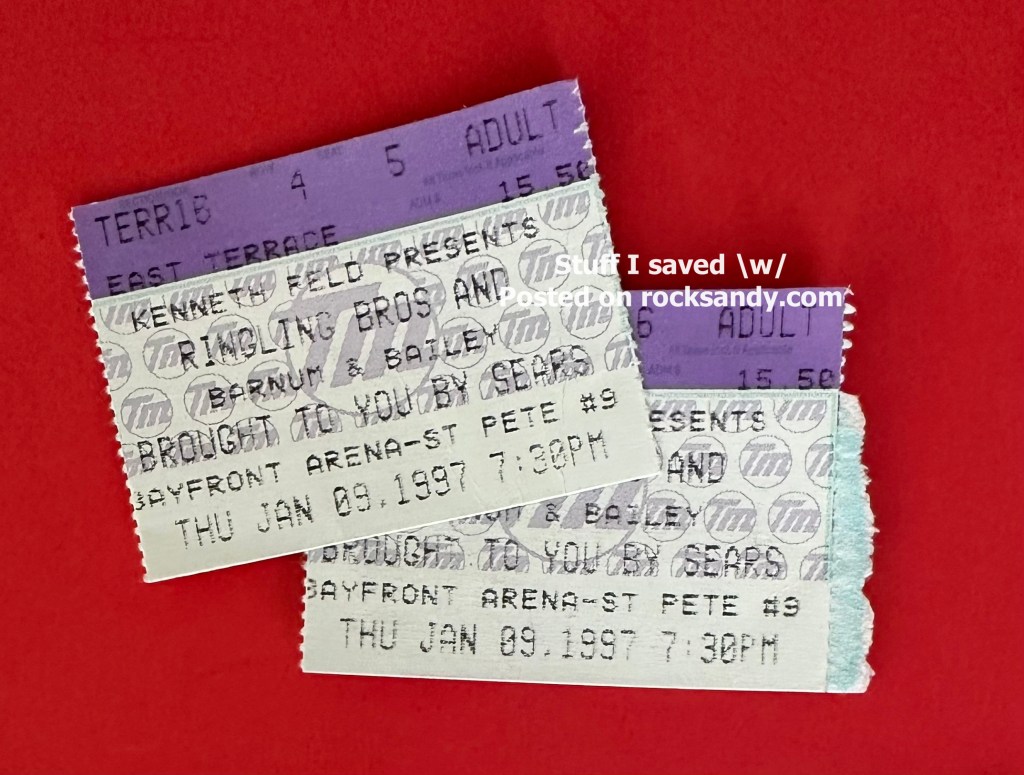 TERR1B 4 5 ADULT
EAST TERRACE 15.50
KENNETH FELD PRESENTS
RINGLING BROS AND
BARNUM & BAILEY
BROUGHT TO YOU BY SEARS
BAYFRONT ARENA-ST PETE #9
THU JAN 09,1997 7:30PM
Stuff I saved \w/
Posted on rocksandy.com
6 ADULT
15.50
ESENTS
AND
& BAILEY
BROUGHT TO YOU BY SEARS
BAYFRONT ARENA-ST PETE #9
THU JAN 09,1997 7:30PM